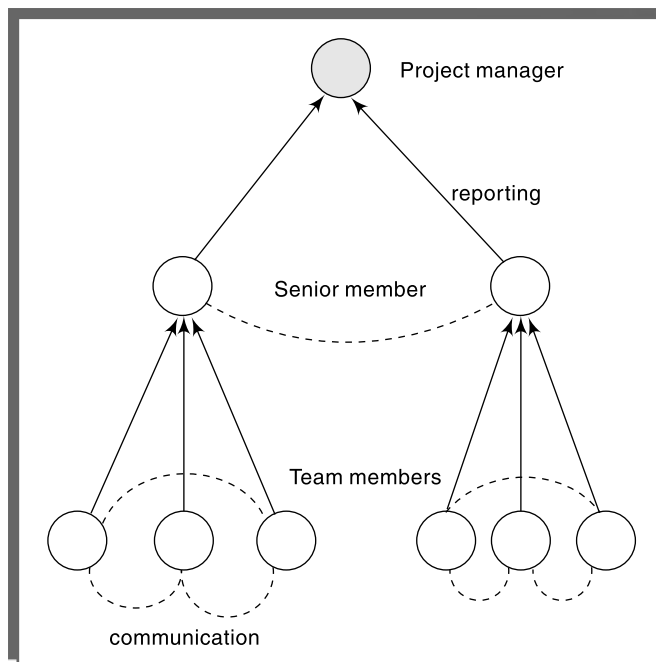 Project manager
reporting
Senior member
Team members
communication